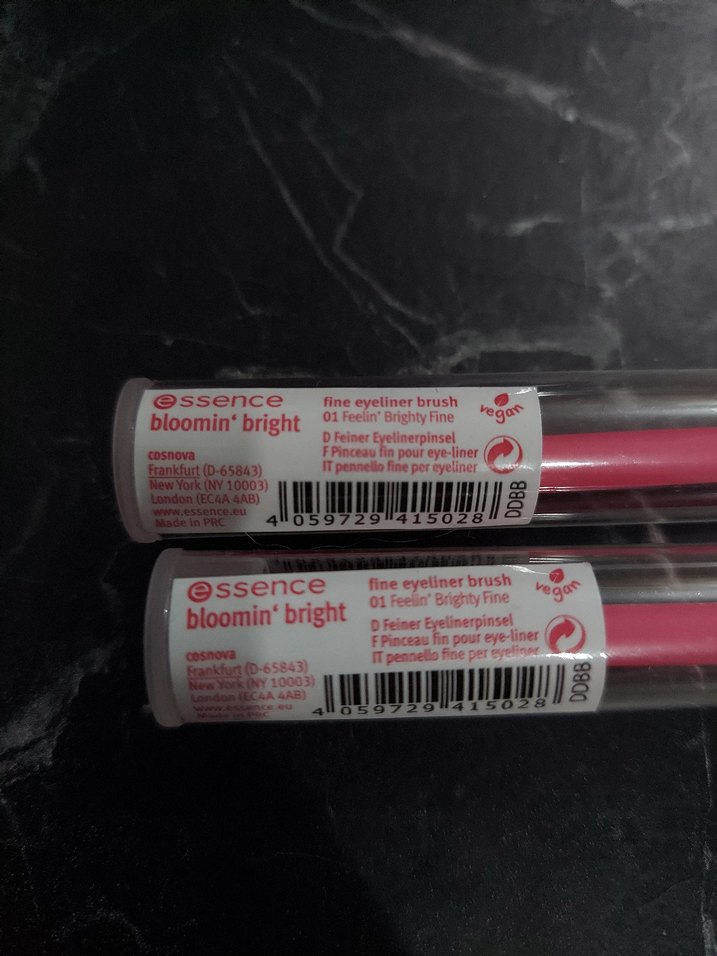 essence
bloomin‘ bright
cosnova
Frankfurt (D-65843)
New York (NY 10003)
London (EC4A 4AB)
www.essence.eu
Made in PRC
fine eyeliner brush
01 Feelin’ Brighty Fine
D Feiner Eyelinerpinsel
F Pinceau fin pour eye-liner
IT pennello fine per eyeliner
vegan
4 059729 415028
DDBB
essence
bloomin‘ bright
cosnova
Frankfurt (D-65843)
New York (NY 10003)
London (EC4A 4AB)
www.essence.eu
Made in PRC
fine eyeliner brush
01 Feelin’ Brighty Fine
D Feiner Eyelinerpinsel
F Pinceau fin pour eye-liner
IT pennello fine per eyeliner
vegan
4 059729 415028
DDBB